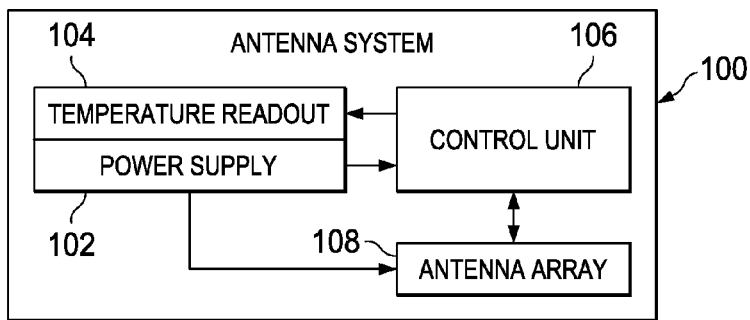 104
ANTENNA SYSTEM
106
100
TEMPERATURE READOUT
CONTROL UNIT
POWER SUPPLY
102
108
ANTENNA ARRAY